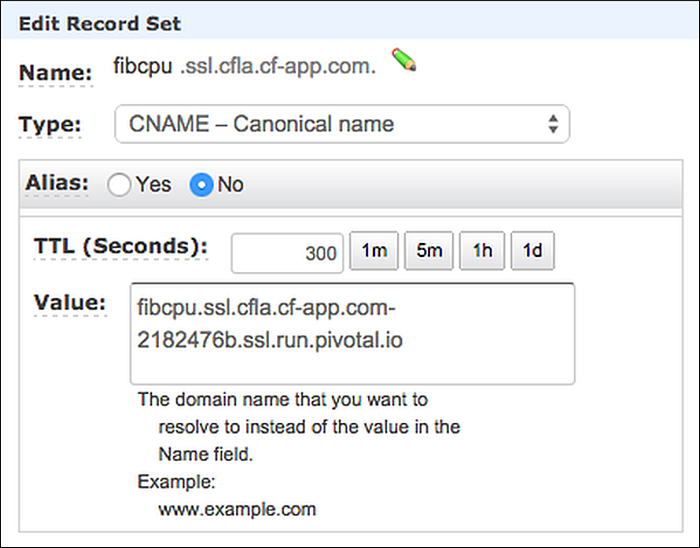 Edit Record Set
Name: fibcpu .ssl.cfla.cf-app.com.
Type: CNAME – Canonical name
Alias: Yes No
TTL (Seconds): 300 1m 5m 1h 1d
Value: fibcpu.ssl.cfla.cf-app.com-
2182476b.ssl.run.pivotal.io
The domain name that you want to
resolve to instead of the value in the
Name field.
Example:
www.example.com